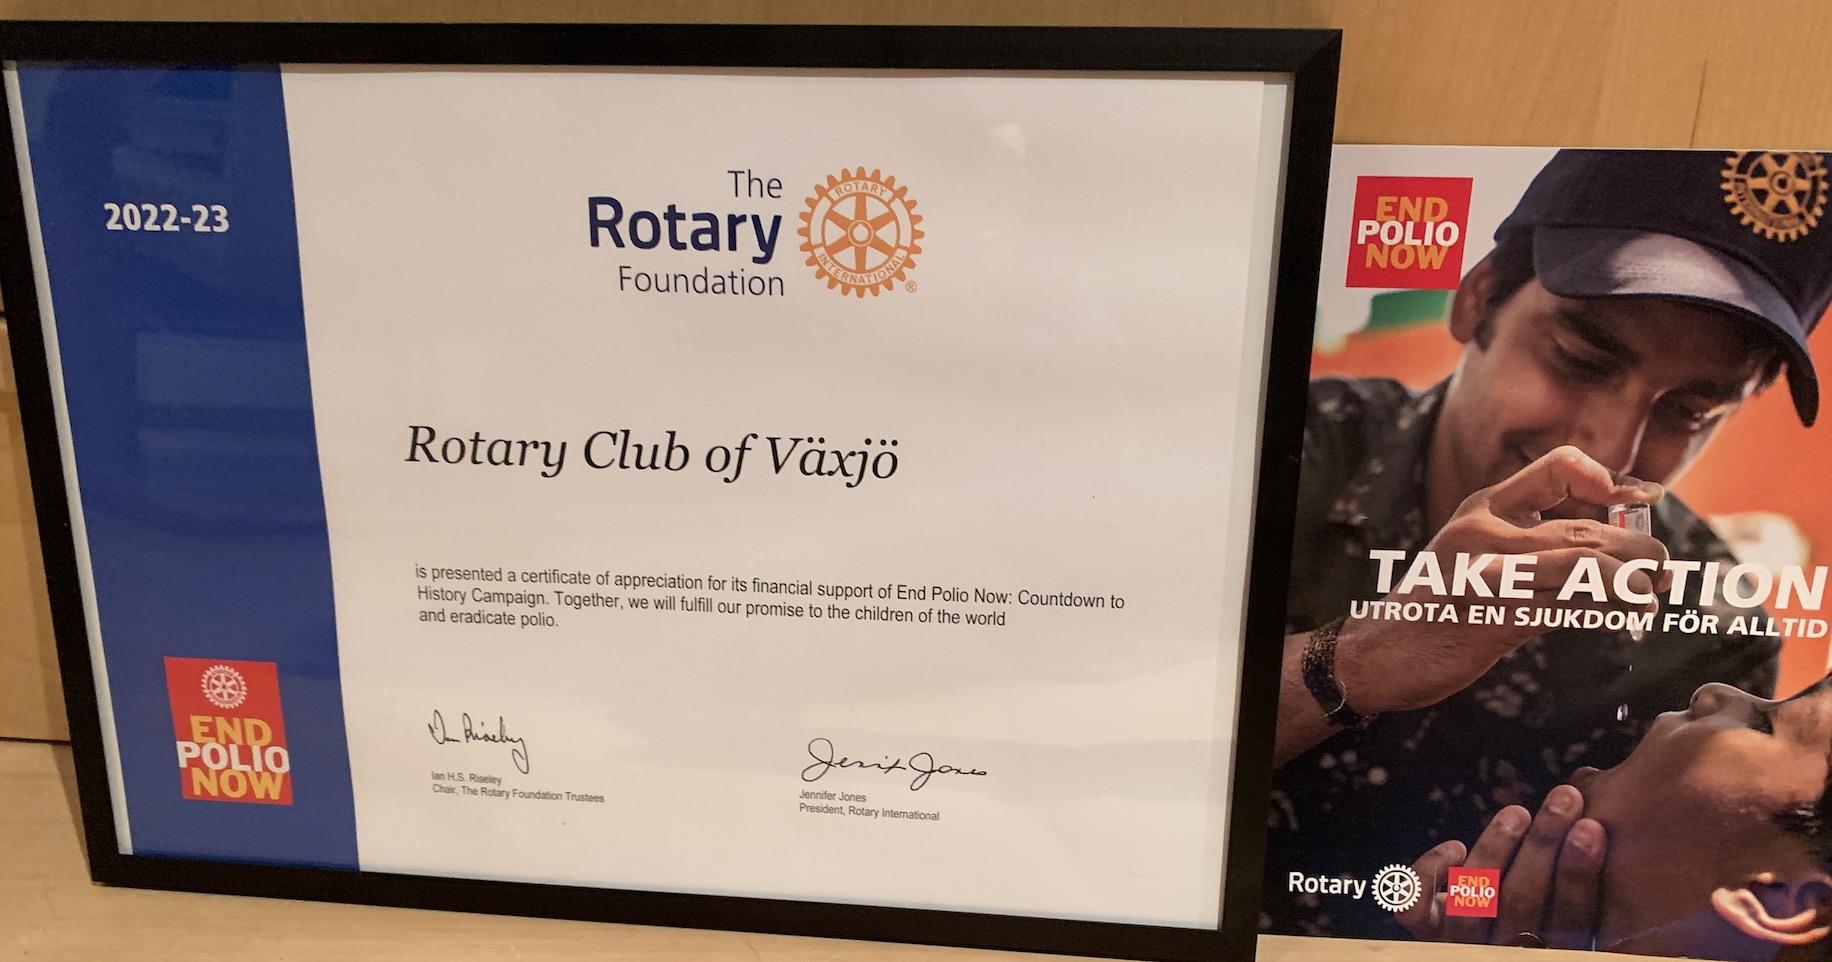 2022-23
The
Rotary
Foundation
ROTARY
INTERNATIONAL
®
Rotary Club of Växjö
is presented a certificate of appreciation for its financial support of End Polio Now: Countdown to
History Campaign. Together, we will fulfill our promise to the children of the world
and eradicate polio.
Ian H.S. Riseley
Chair, The Rotary Foundation Trustees
Jennifer Jones
Jennifer Jones
President, Rotary International
END
POLIO
NOW
END
POLIO
NOW
TAKE ACTION
UTROTA EN SJUKDOM FÖR ALLTID
Rotary
END
POLIO
NOW